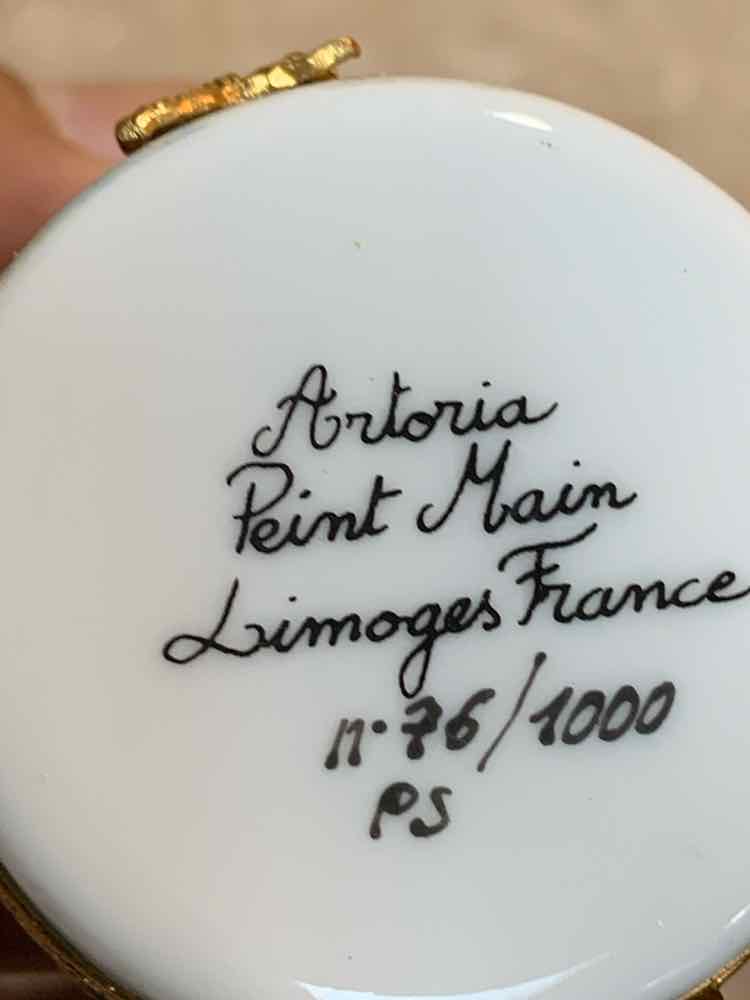 Artoria
Peint Main
Limoges France
n° 76/1000
PS